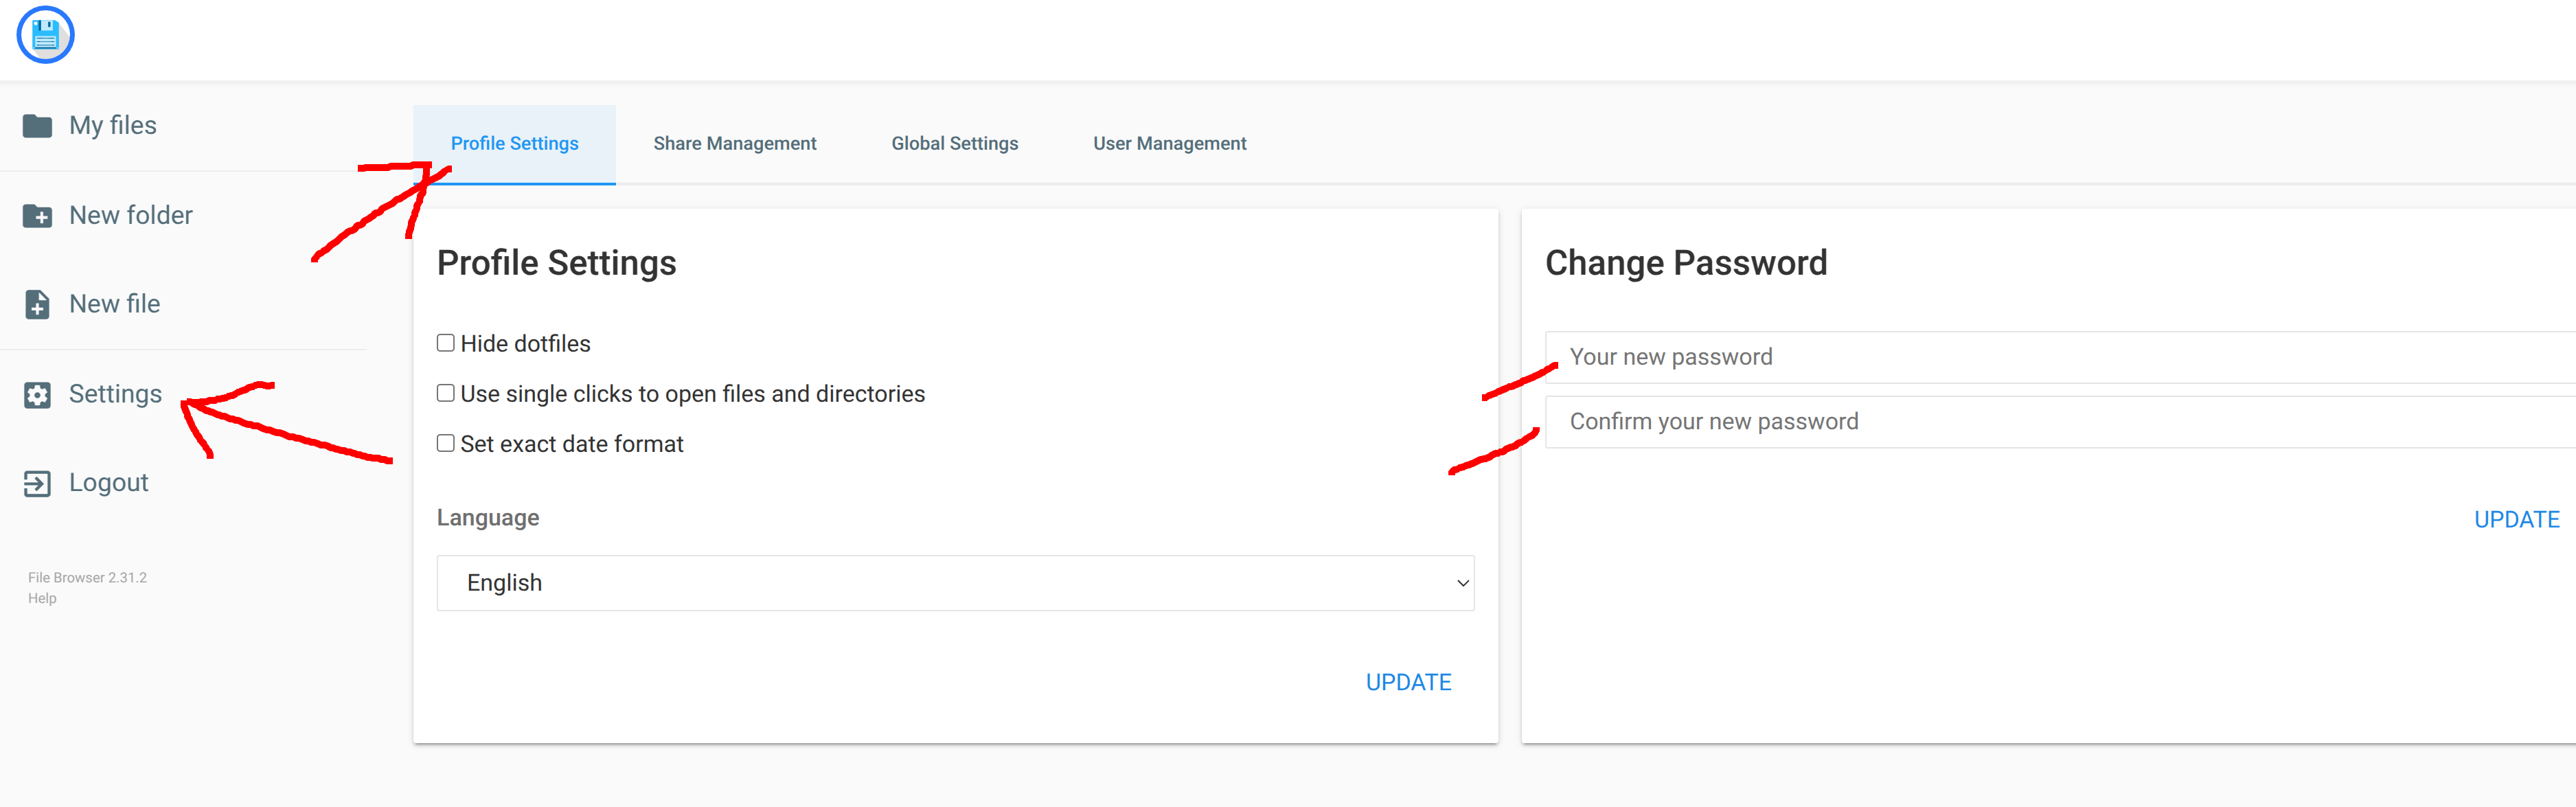 My files
New folder
New file
Settings
Logout
File Browser 2.31.2
Help
Profile Settings Share Management Global Settings User Management
Profile Settings
Hide dotfiles
Use single clicks to open files and directories
Set exact date format
Language
English
UPDATE
Change Password
Your new password
Confirm your new password
UPDATE